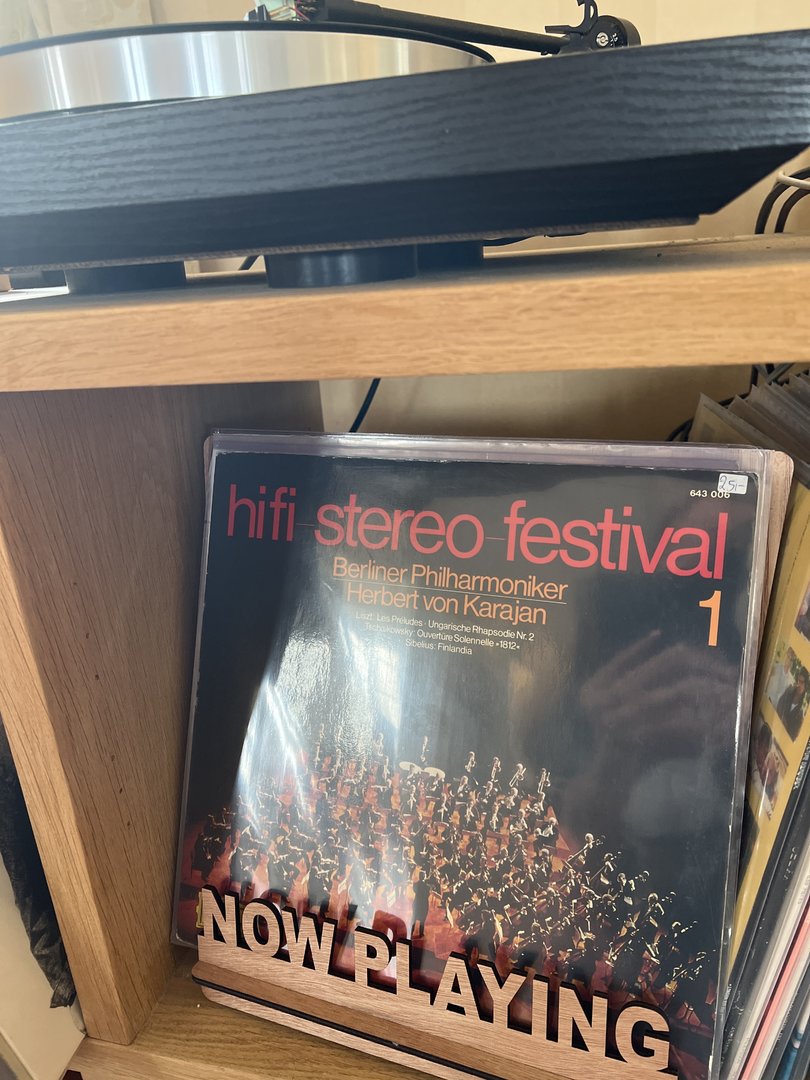 643 006
25,-
hifi-stereo-festival
1
Berliner Philharmoniker
Herbert von Karajan
Liszt: Les Préludes · Ungarische Rhapsodie Nr. 2
Tschaikowsky: Ouvertüre Solennelle »1812«
Sibelius: Finlandia
NOW PLAYING